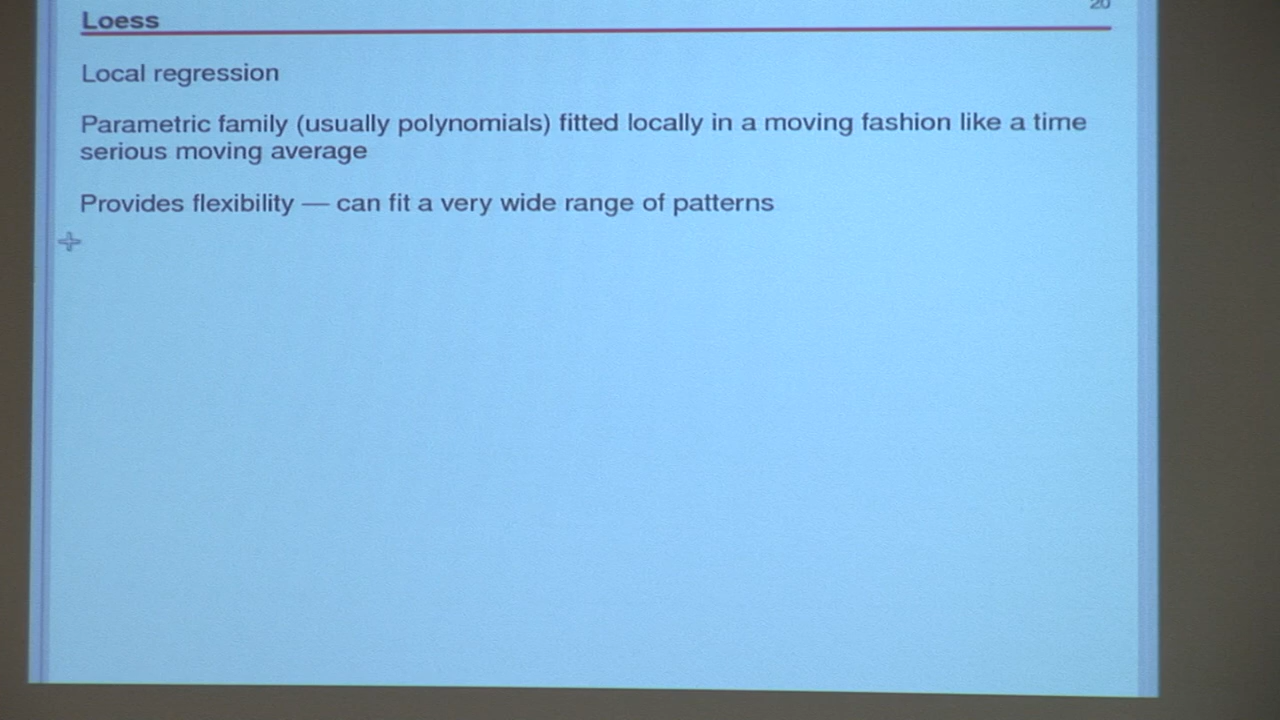 20
Loess
Local regression
Parametric family (usually polynomials) fitted locally in a moving fashion like a time
serious moving average
Provides flexibility — can fit a very wide range of patterns